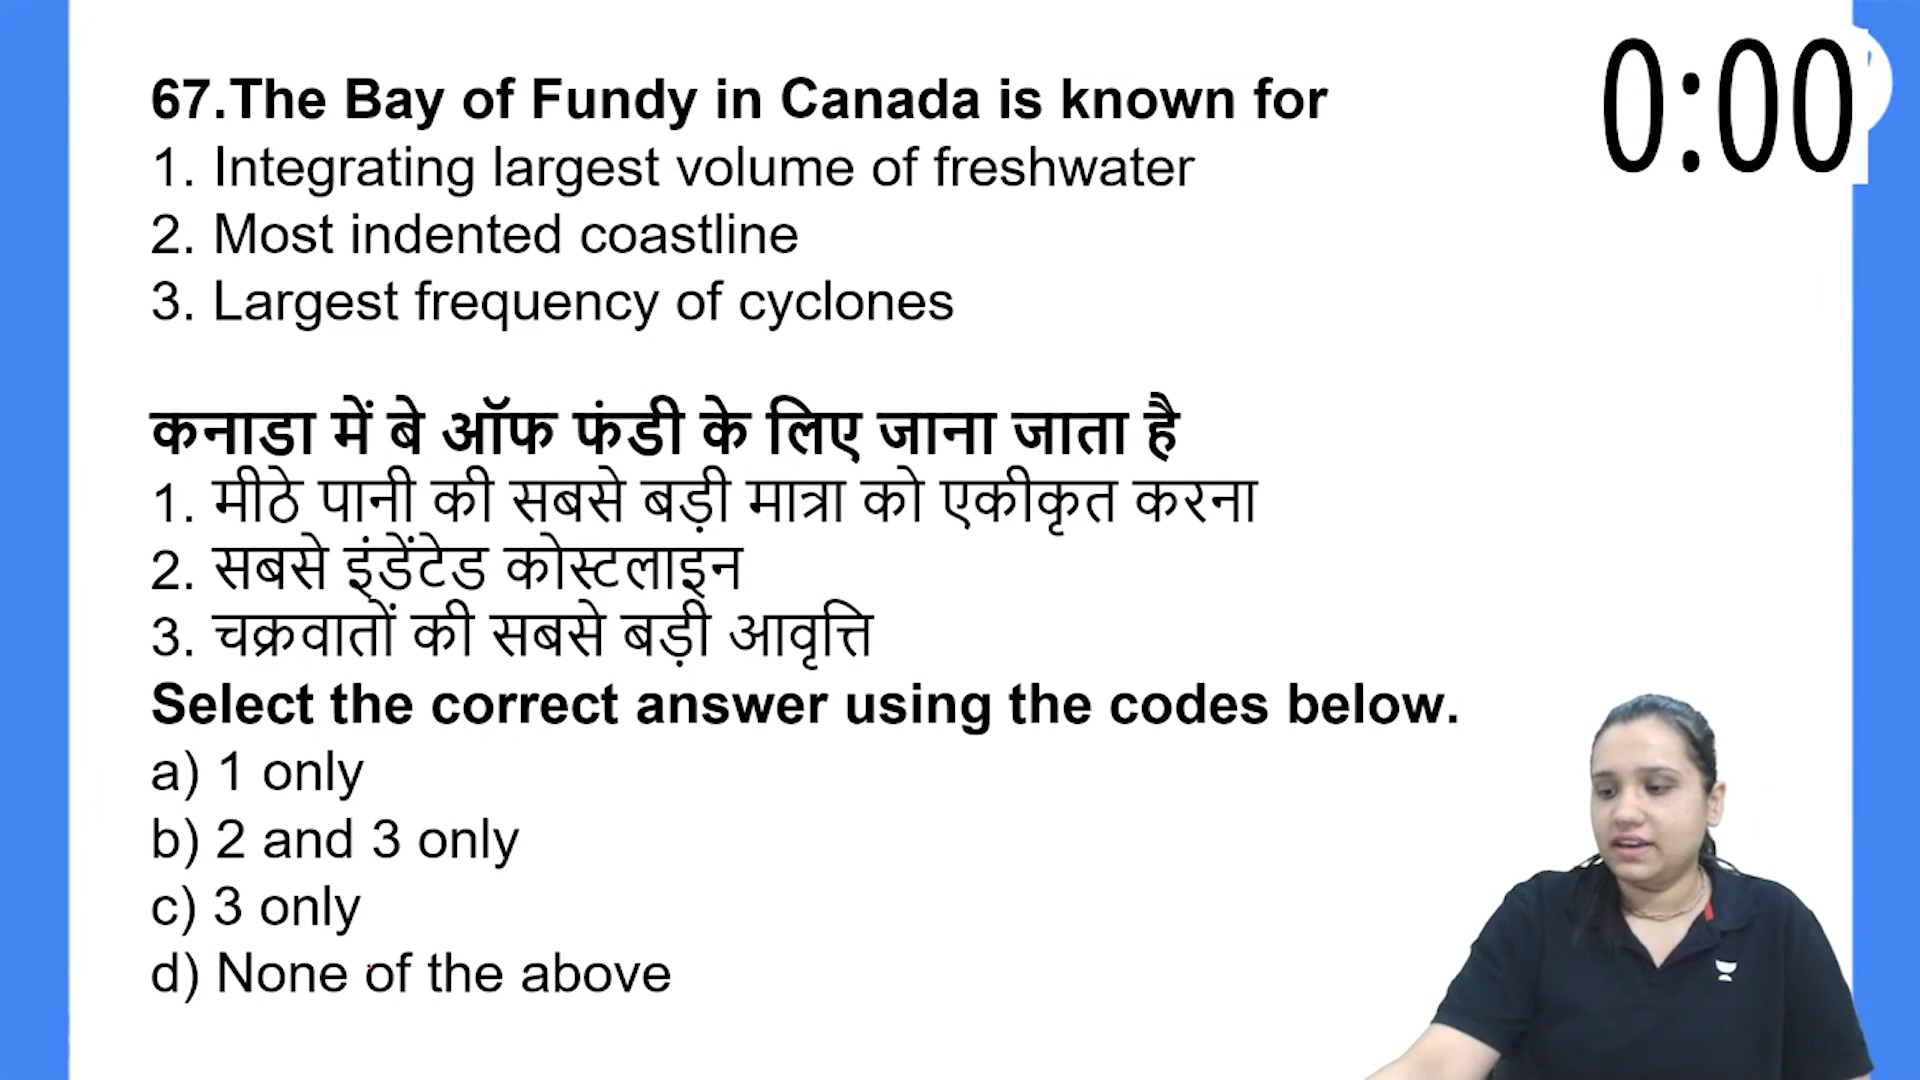 67.The Bay of Fundy in Canada is known for
1. Integrating largest volume of freshwater
2. Most indented coastline
3. Largest frequency of cyclones
कनाडा में बे ऑफ फंडी के लिए जाना जाता है
1. मीठे पानी की सबसे बड़ी मात्रा को एकीकृत करना
2. सबसे इंडेंटेड कोस्टलाइन
3. चक्रवातों की सबसे बड़ी आवृत्ति
Select the correct answer using the codes below.
a) 1 only
b) 2 and 3 only
c) 3 only
d) None of the above
0:00